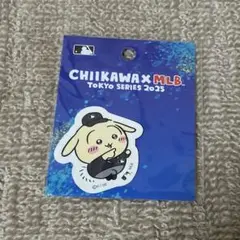 CHIIKAWA X MLB
TOKYO SERIES 2025